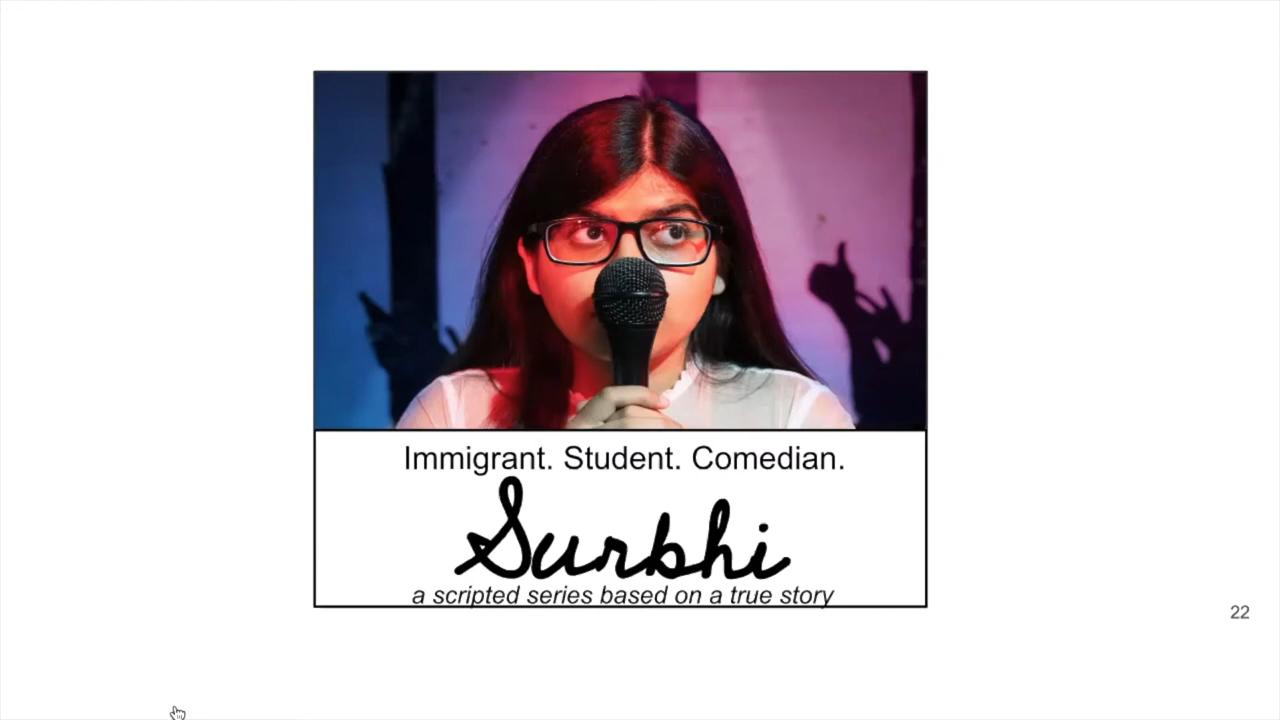 Immigrant. Student. Comedian.
Surbhi
a scripted series based on a true story
22